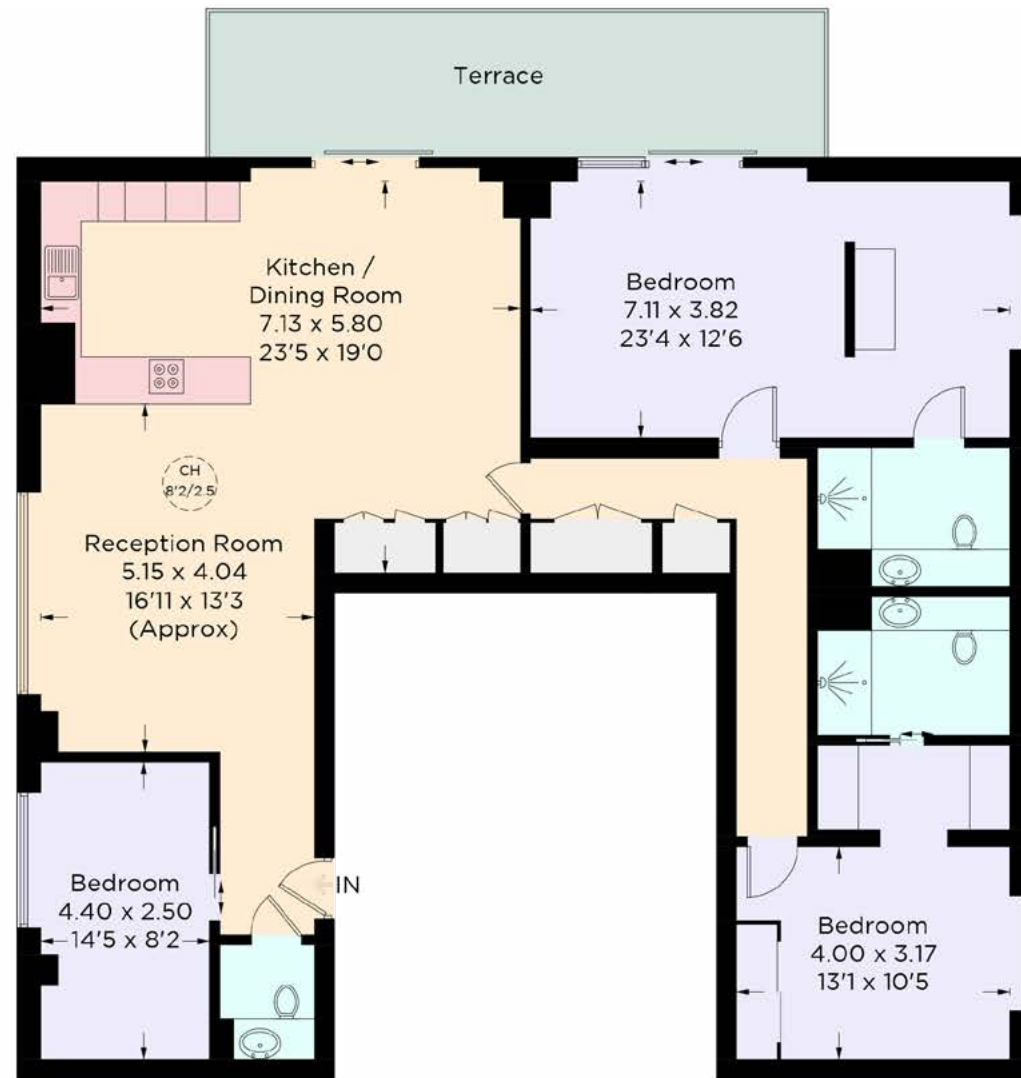 Terrace
Kitchen /
Dining Room
7.13 x 5.80
23'5 x 19'0
Bedroom
7.11 x 3.82
23'4 x 12'6
CH
8'2/2.5
Reception Room
5.15 x 4.04
16'11 x 13'3
(Approx)
IN
Bedroom
4.40 x 2.50
14'5 x 8'2
Bedroom
4.00 x 3.17
13'1 x 10'5